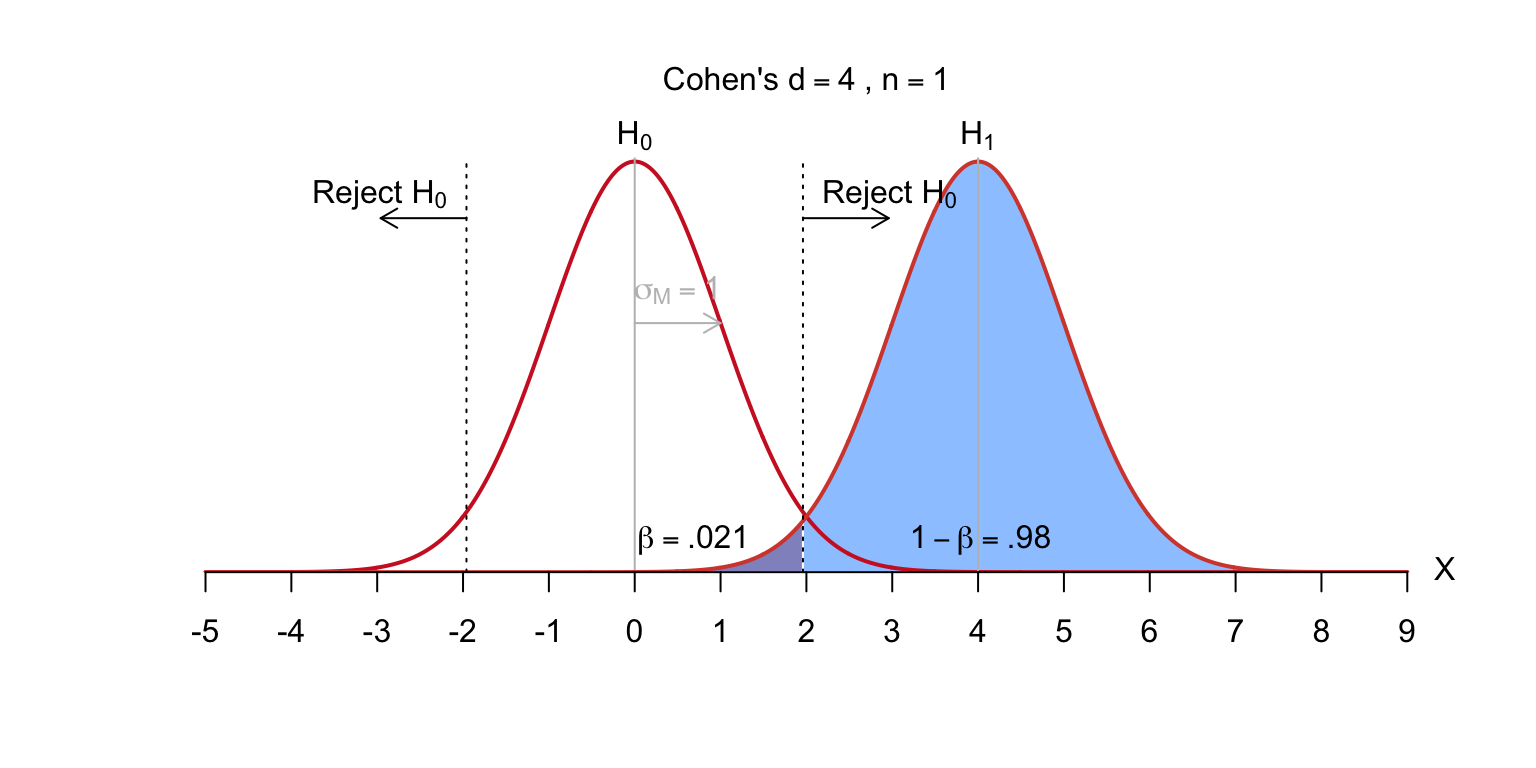 Cohen's d = 4 , n = 1
H₀ H₁
Reject H₀ Reject H₀
σM = 1
β = .021 1 − β = .98
X
-5 -4 -3 -2 -1 0 1 2 3 4 5 6 7 8 9